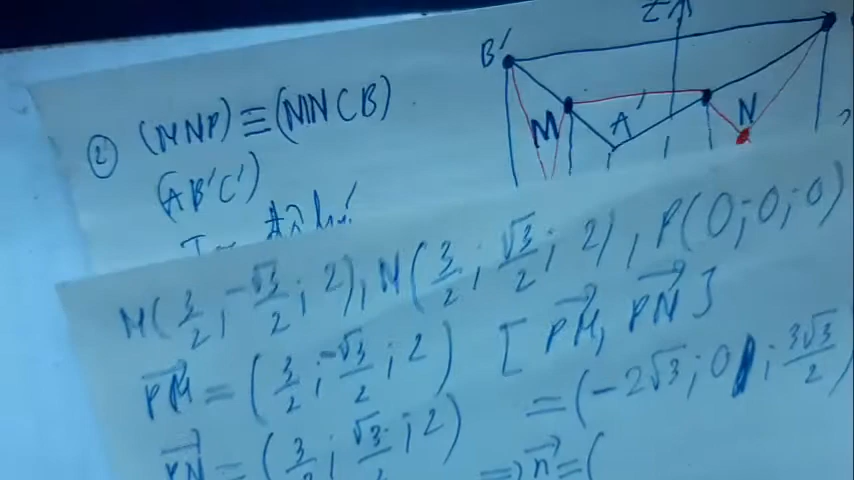 ② (MNP) ≡ (MNCB)
(AB'C')
B'
Z
M
A'
N
M(3/2; -√3/2; 2), N(3/2; √3/2; 2), P(0; 0; 0)
PM⃗ = (3/2; -√3/2; 2)
[PM⃗, PN⃗]
= (-2√3; 0; 3√3/2)
PN⃗ = (3/2; √3/2; 2)
=> n⃗ = (